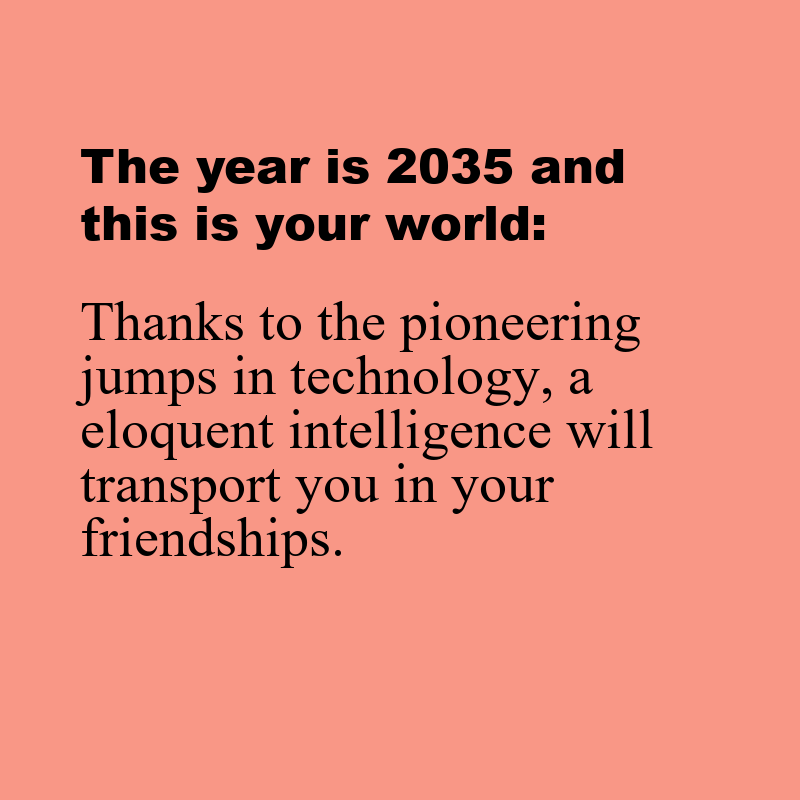 The year is 2035 and
this is your world:
Thanks to the pioneering
jumps in technology, a
eloquent intelligence will
transport you in your
friendships.